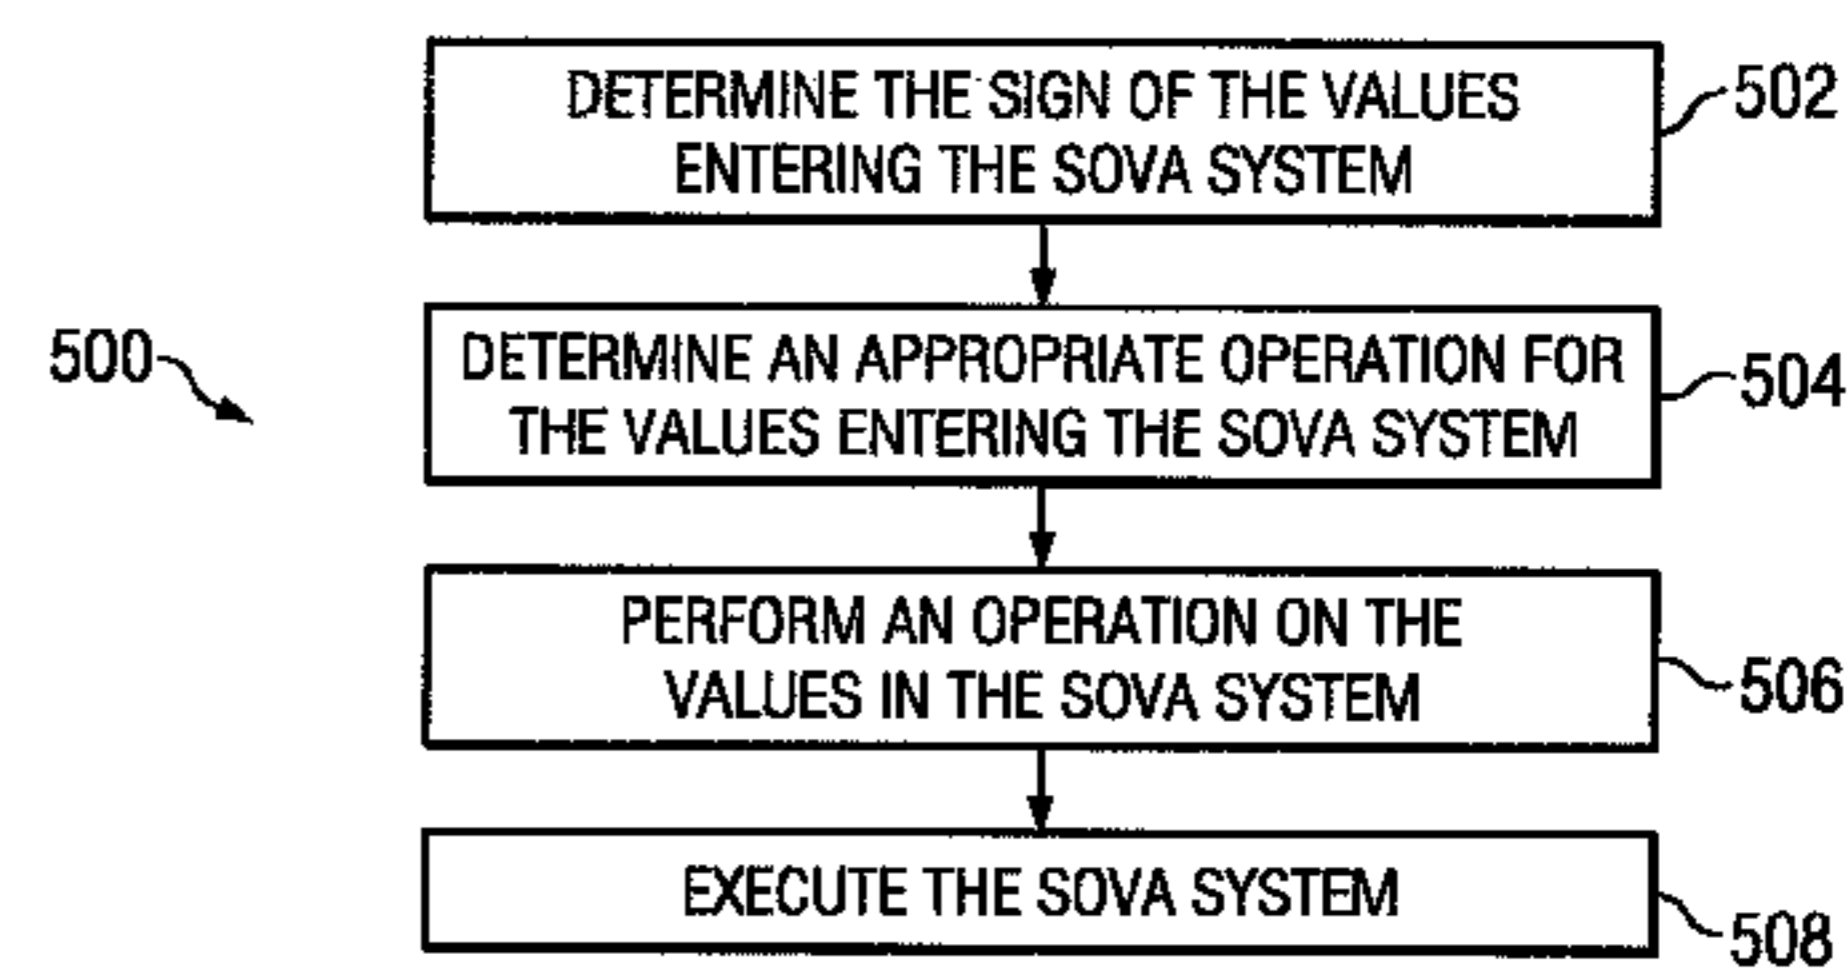 DETERMINE THE SIGN OF THE VALUES
ENTERING THE SOVA SYSTEM
502
500
DETERMINE AN APPROPRIATE OPERATION FOR
THE VALUES ENTERING THE SOVA SYSTEM
504
PERFORM AN OPERATION ON THE
VALUES IN THE SOVA SYSTEM
506
EXECUTE THE SOVA SYSTEM
508